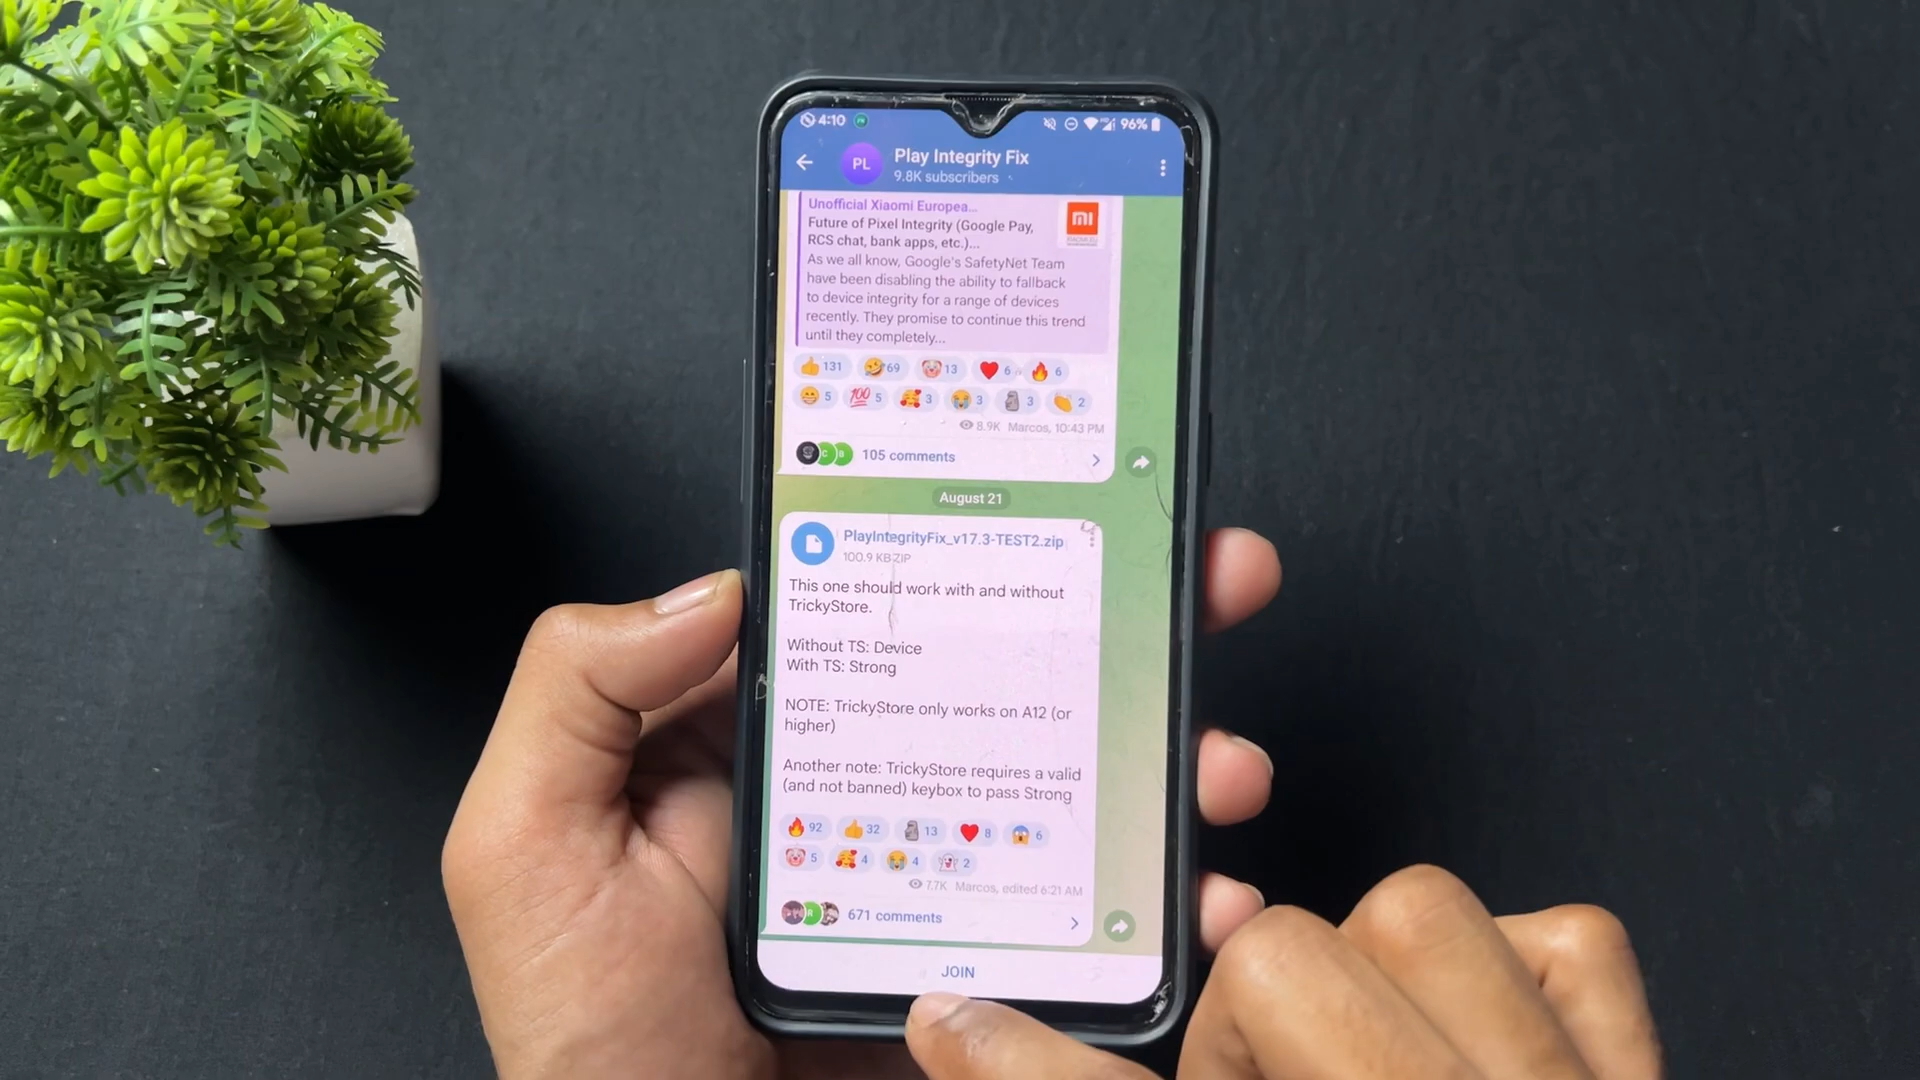 4:10
96%
PL
Play Integrity Fix
9.8K subscribers
Unofficial Xiaomi Europea...
Future of Pixel Integrity (Google Pay,
RCS chat, bank apps, etc.)...
As we all know, Google's SafetyNet Team
have been disabling the ability to fallback
to device integrity for a range of devices
recently. They promise to continue this trend
until they completely...
131 69 13 6 6
5 100 5 3 3 3 2
8.9K Marcos, 10:43 PM
105 comments
August 21
PlayIntegrityFix_v17.3-TEST2.zip
100.9 KB ZIP
This one should work with and without
TrickyStore.
Without TS: Device
With TS: Strong
NOTE: TrickyStore only works on A12 (or
higher)
Another note: TrickyStore requires a valid
(and not banned) keybox to pass Strong
92 32 13 8 6
5 4 4 2
7.7K Marcos, edited 6:21 AM
671 comments
JOIN